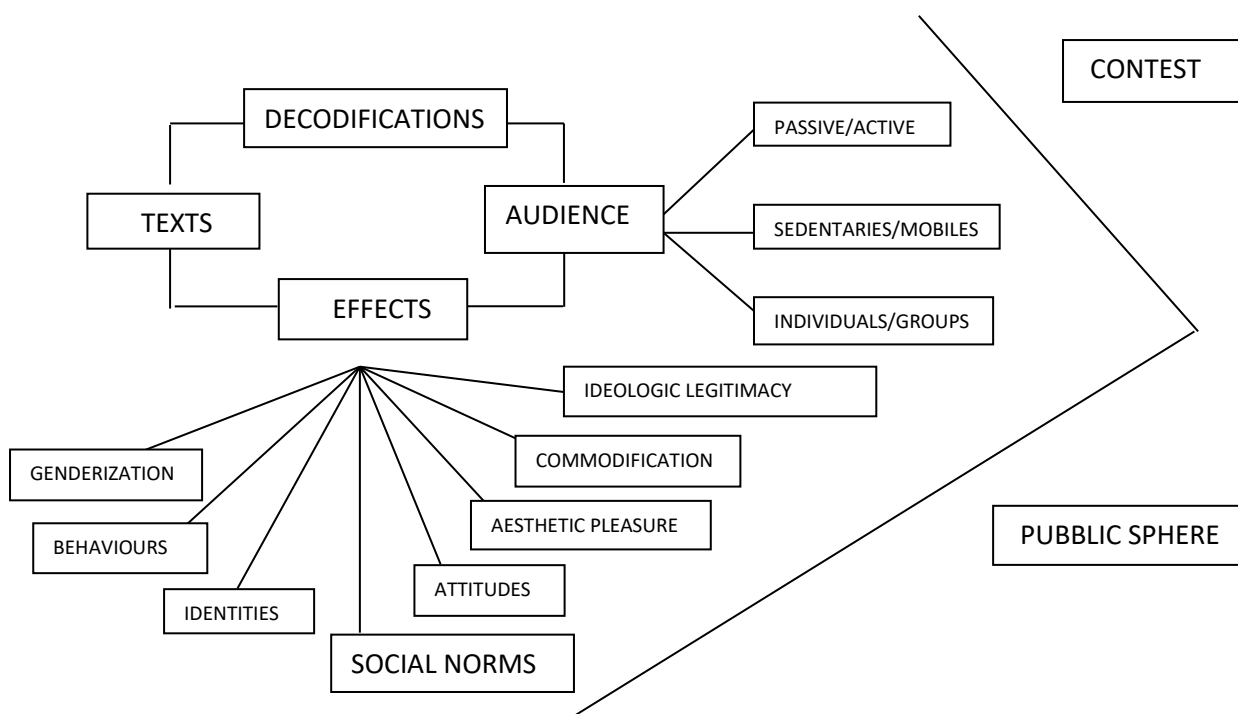 CONTEST
DECODIFICATIONS
PASSIVE/ACTIVE
TEXTS
AUDIENCE
SEDENTARIES/MOBILES
EFFECTS
INDIVIDUALS/GROUPS
IDEOLOGIC LEGITIMACY
GENDERIZATION
COMMODIFICATION
AESTHETIC PLEASURE
BEHAVIOURS
PUBBLIC SPHERE
ATTITUDES
IDENTITIES
SOCIAL NORMS